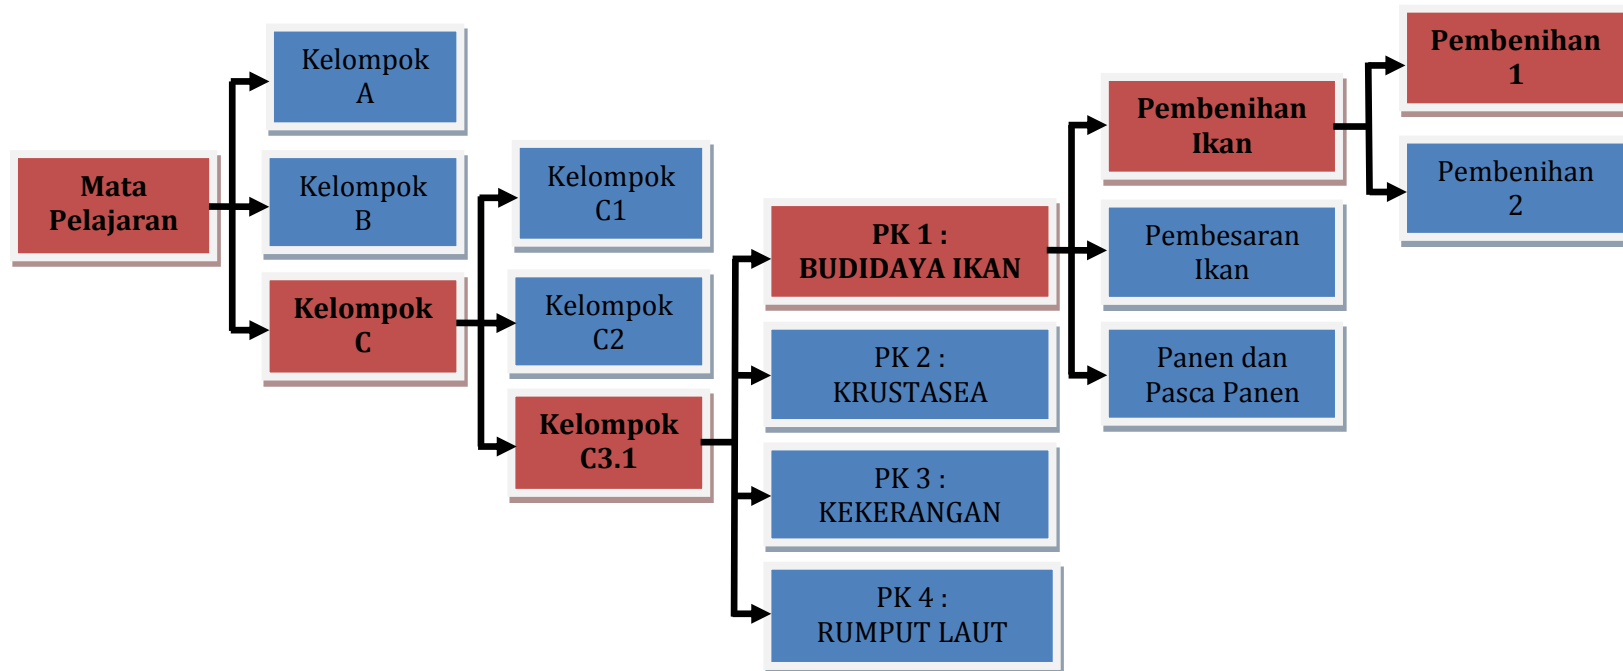 Mata
Pelajaran
Kelompok
A
Kelompok
B
Kelompok
C
Kelompok
C1
Kelompok
C2
Kelompok
C3.1
PK 1 :
BUDIDAYA IKAN
PK 2 :
KRUSTASEA
PK 3 :
KEKERANGAN
PK 4 :
RUMPUT LAUT
Pembenihan
Ikan
Pembesaran
Ikan
Panen dan
Pasca Panen
Pembenihan
1
Pembenihan
2